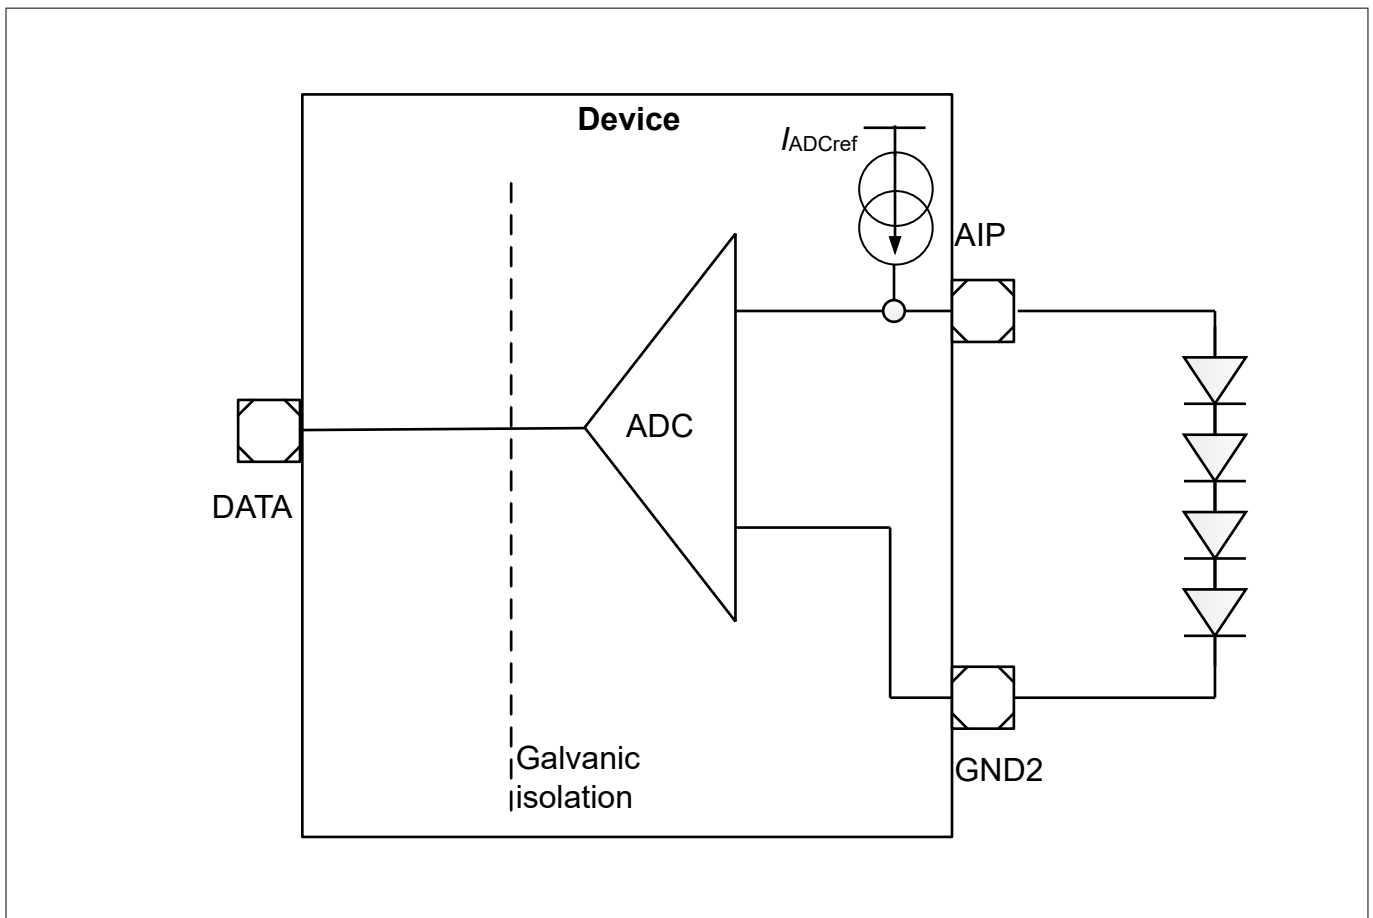 Device
IADCref
AIP
ADC
DATA
Galvanic
isolation
GND2